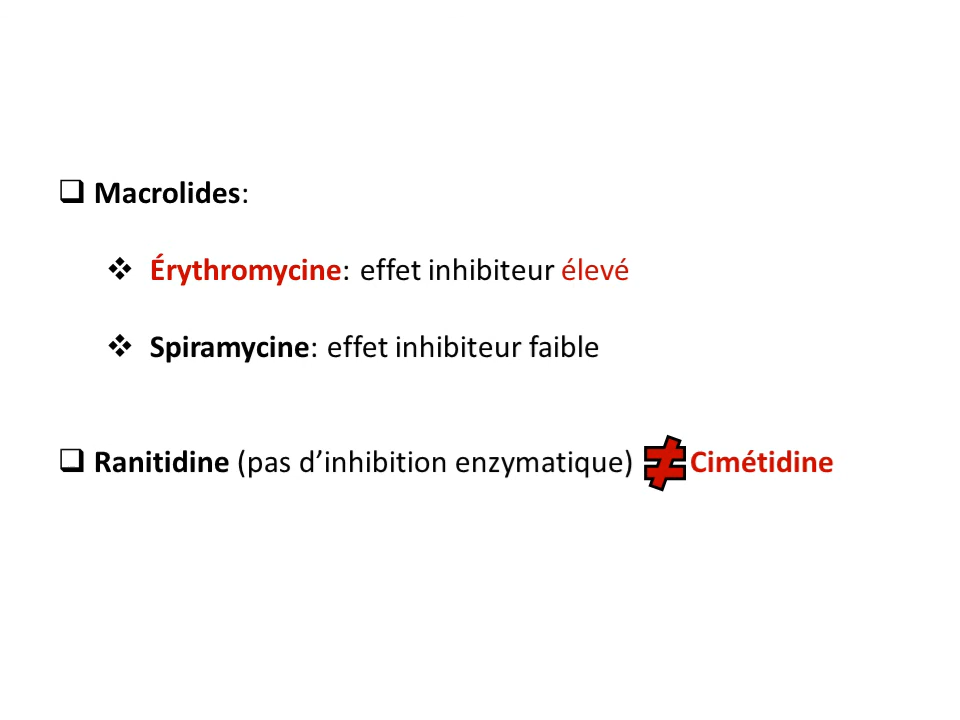 Macrolides:
Érythromycine: effet inhibiteur élevé
Spiramycine: effet inhibiteur faible
Ranitidine (pas d’inhibition enzymatique) ≠ Cimétidine